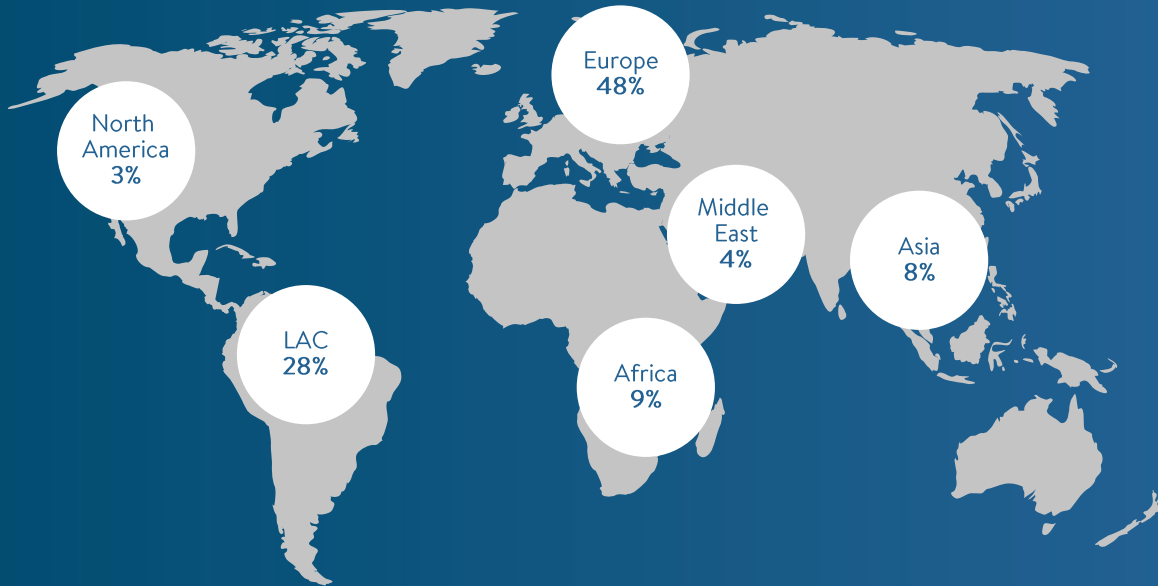 Europe
48%
North
America
3%
Middle
East
4%
Asia
8%
LAC
28%
Africa
9%